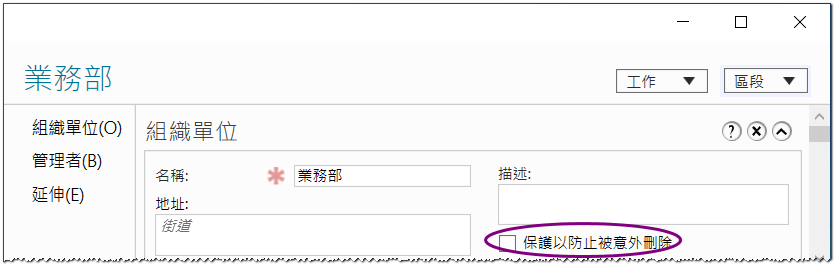 業務部
工作
區段
組織單位(O)
管理者(B)
延伸(E)
組織單位
?
名稱:
業務部
描述:
地址:
街道
保護以防止被意外刪除